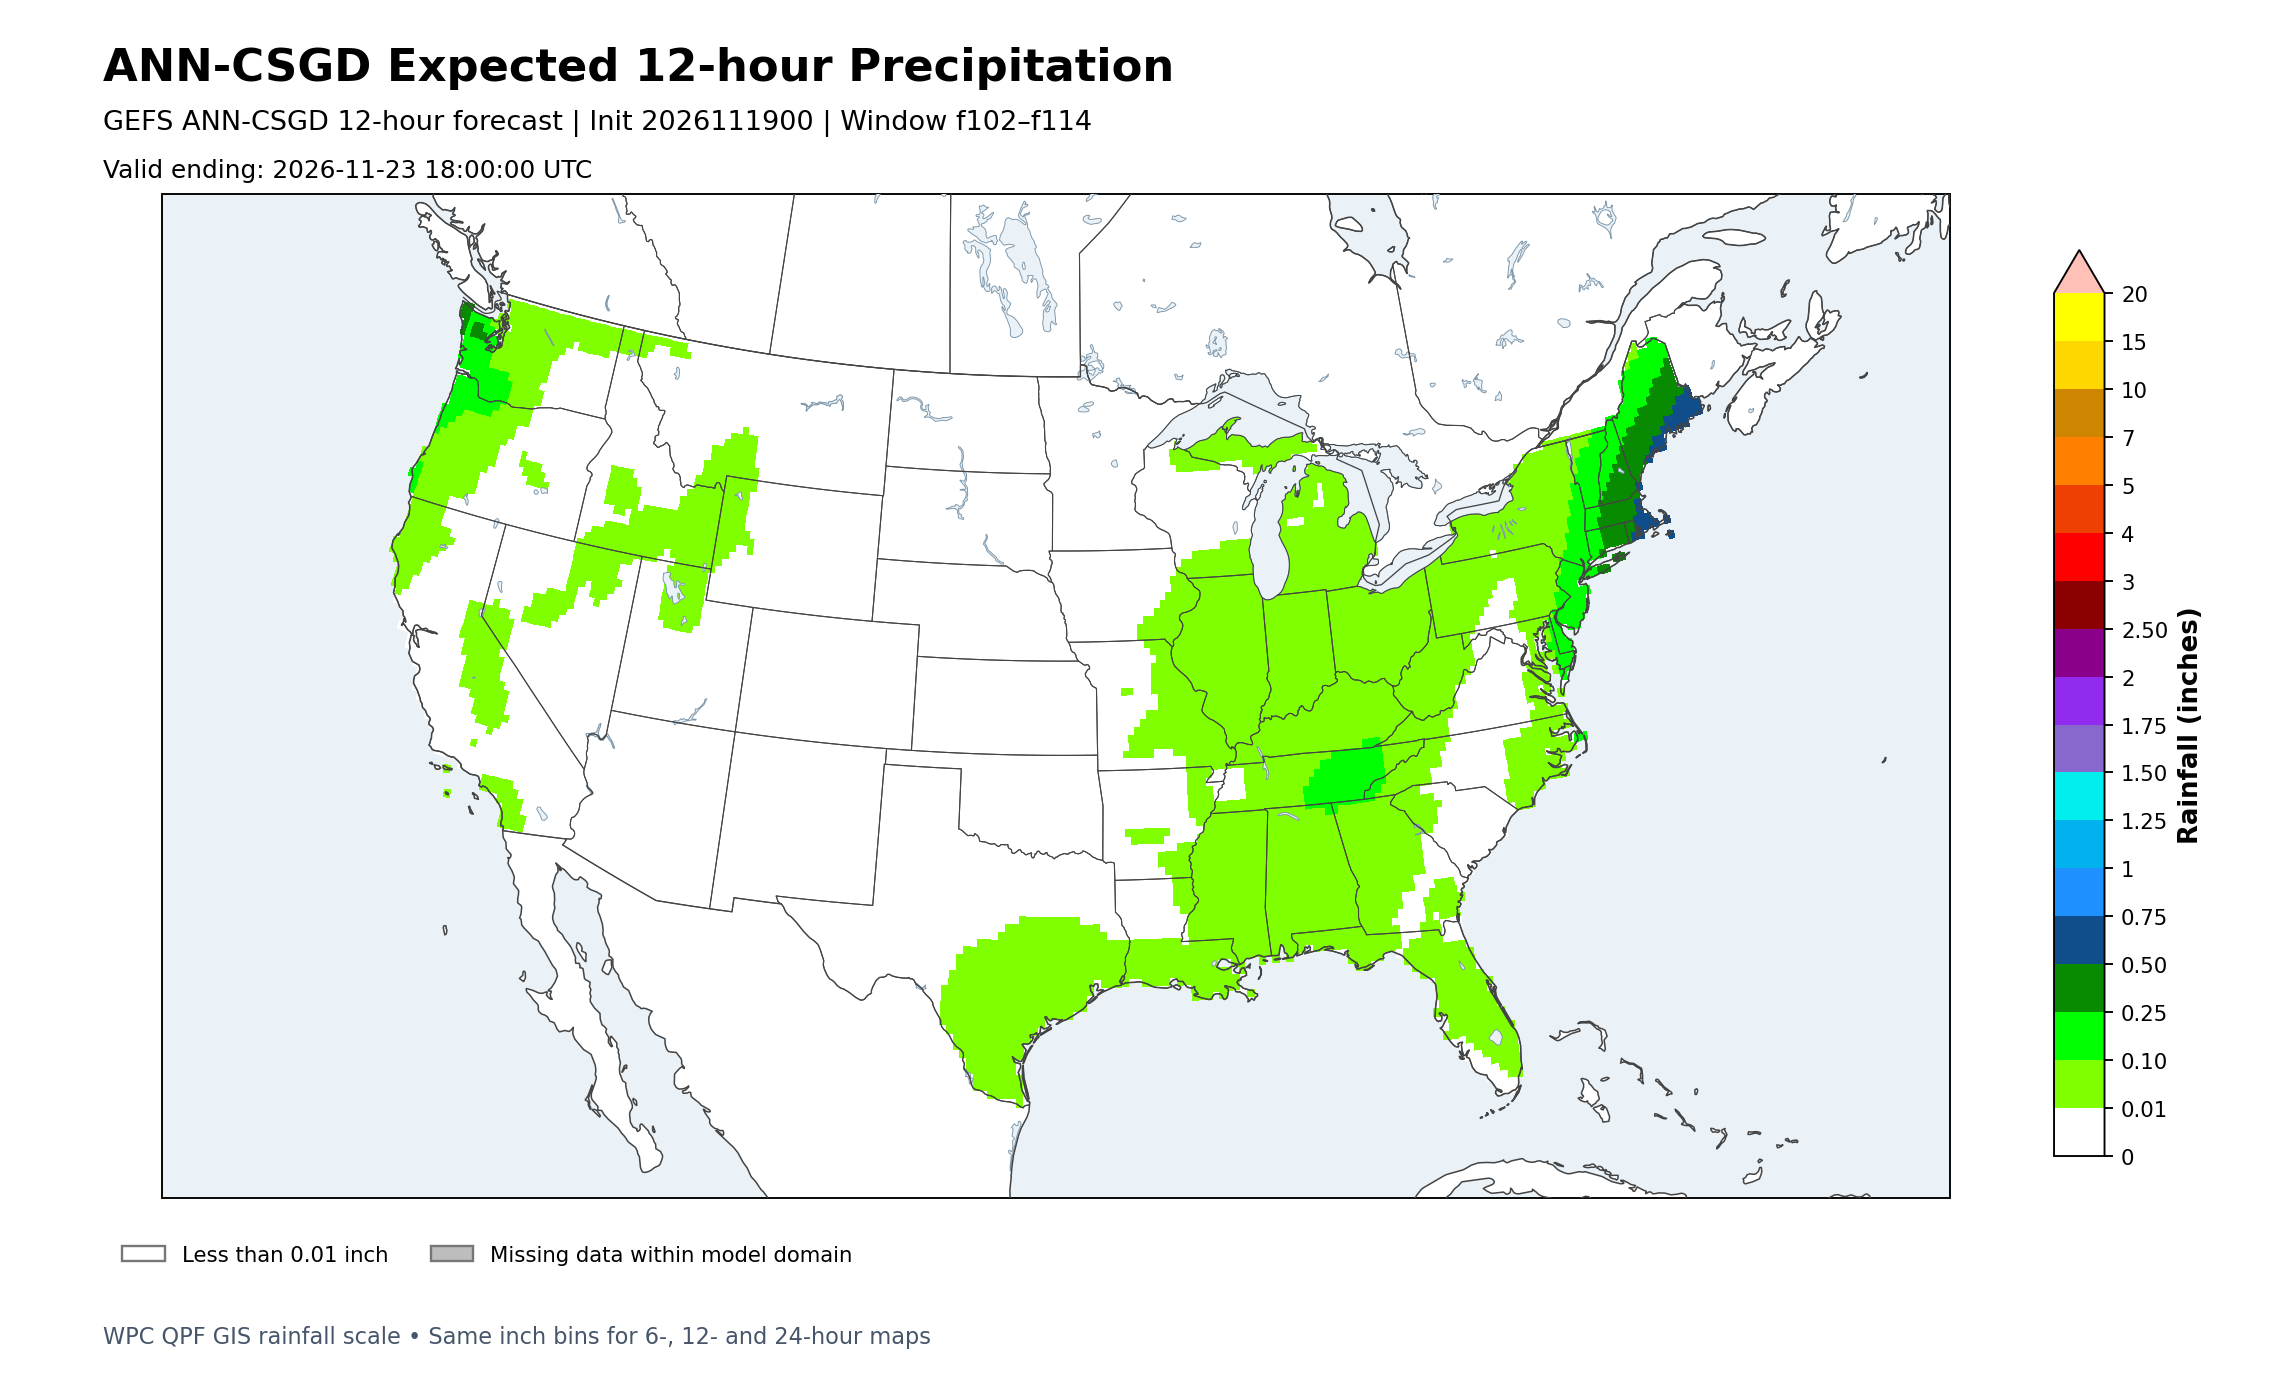 ANN-CSGD Expected 12-hour Precipitation
GEFS ANN-CSGD 12-hour forecast | Init 2026111900 | Window f102–f114
Valid ending: 2026-11-23 18:00:00 UTC
20
15
10
7
5
4
3
2.50
2
1.75
1.50
1.25
1
0.75
0.50
0.25
0.10
0.01
0
Rainfall (inches)
Less than 0.01 inch
Missing data within model domain
WPC QPF GIS rainfall scale • Same inch bins for 6-, 12- and 24-hour maps